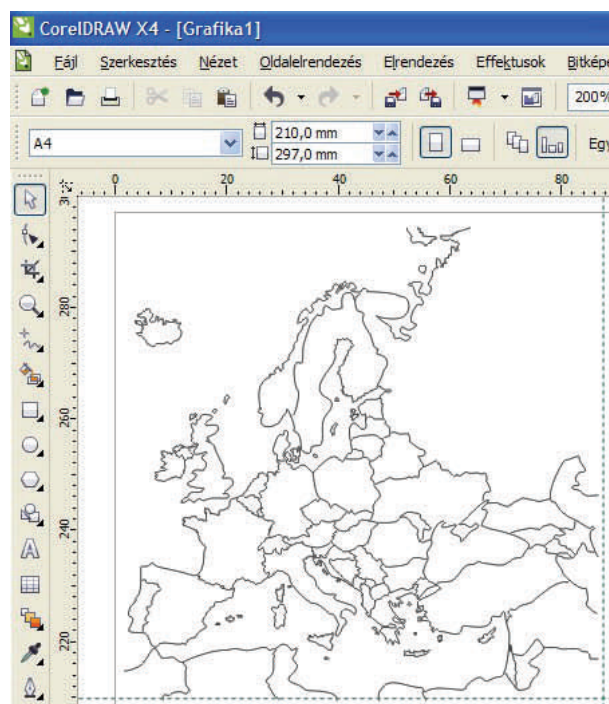 CorelDRAW X4 - [Grafika1]
Fájl Szerkesztés Nézet Oldalelrendezés Elrendezés Effektusok Bitképe
200%
A4 210,0 mm
297,0 mm
Egy
0 20 40 60 80
280
260
240
220